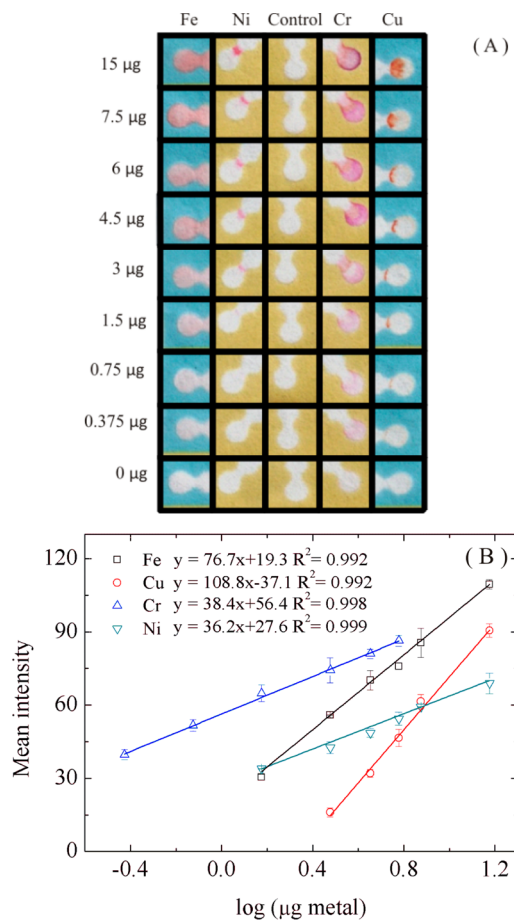 Fe Ni Control Cr Cu
( A )
15 µg
7.5 µg
6 µg
4.5 µg
3 µg
1.5 µg
0.75 µg
0.375 µg
0 µg
( B )
Fe y = 76.7x+19.3 R² = 0.992
Cu y = 108.8x-37.1 R² = 0.992
Cr y = 38.4x+56.4 R² = 0.998
Ni y = 36.2x+27.6 R² = 0.999
Mean intensity
120
90
60
30
0
-0.4 0.0 0.4 0.8 1.2
log (µg metal)